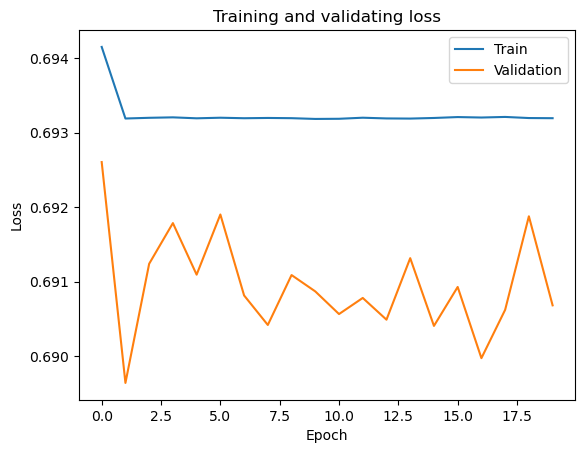 Training and validating loss
Train
Validation
0.694
0.693
0.692
0.691
0.690
Loss
0.0 2.5 5.0 7.5 10.0 12.5 15.0 17.5
Epoch